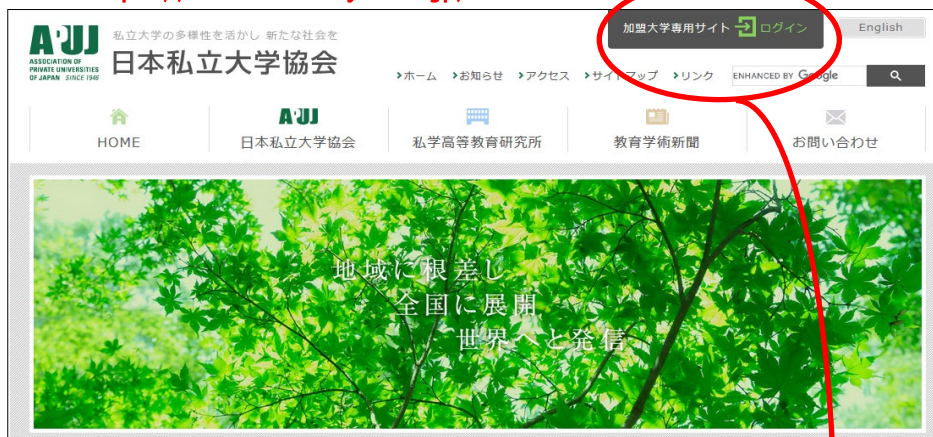 私立大学の多様性を活かし 新たな社会を
APUJ
ASSOCIATION OF
PRIVATE UNIVERSITIES
OF JAPAN SINCE 1946
日本私立大学協会
加盟大学専用サイト ログイン
English
ホーム お知らせ アクセス サイトマップ リンク
ENHANCED BY Google
HOME
APUJ
日本私立大学協会
私学高等教育研究所
教育学術新聞
お問い合わせ
地域に根差し
全国に展開
世界へと発信